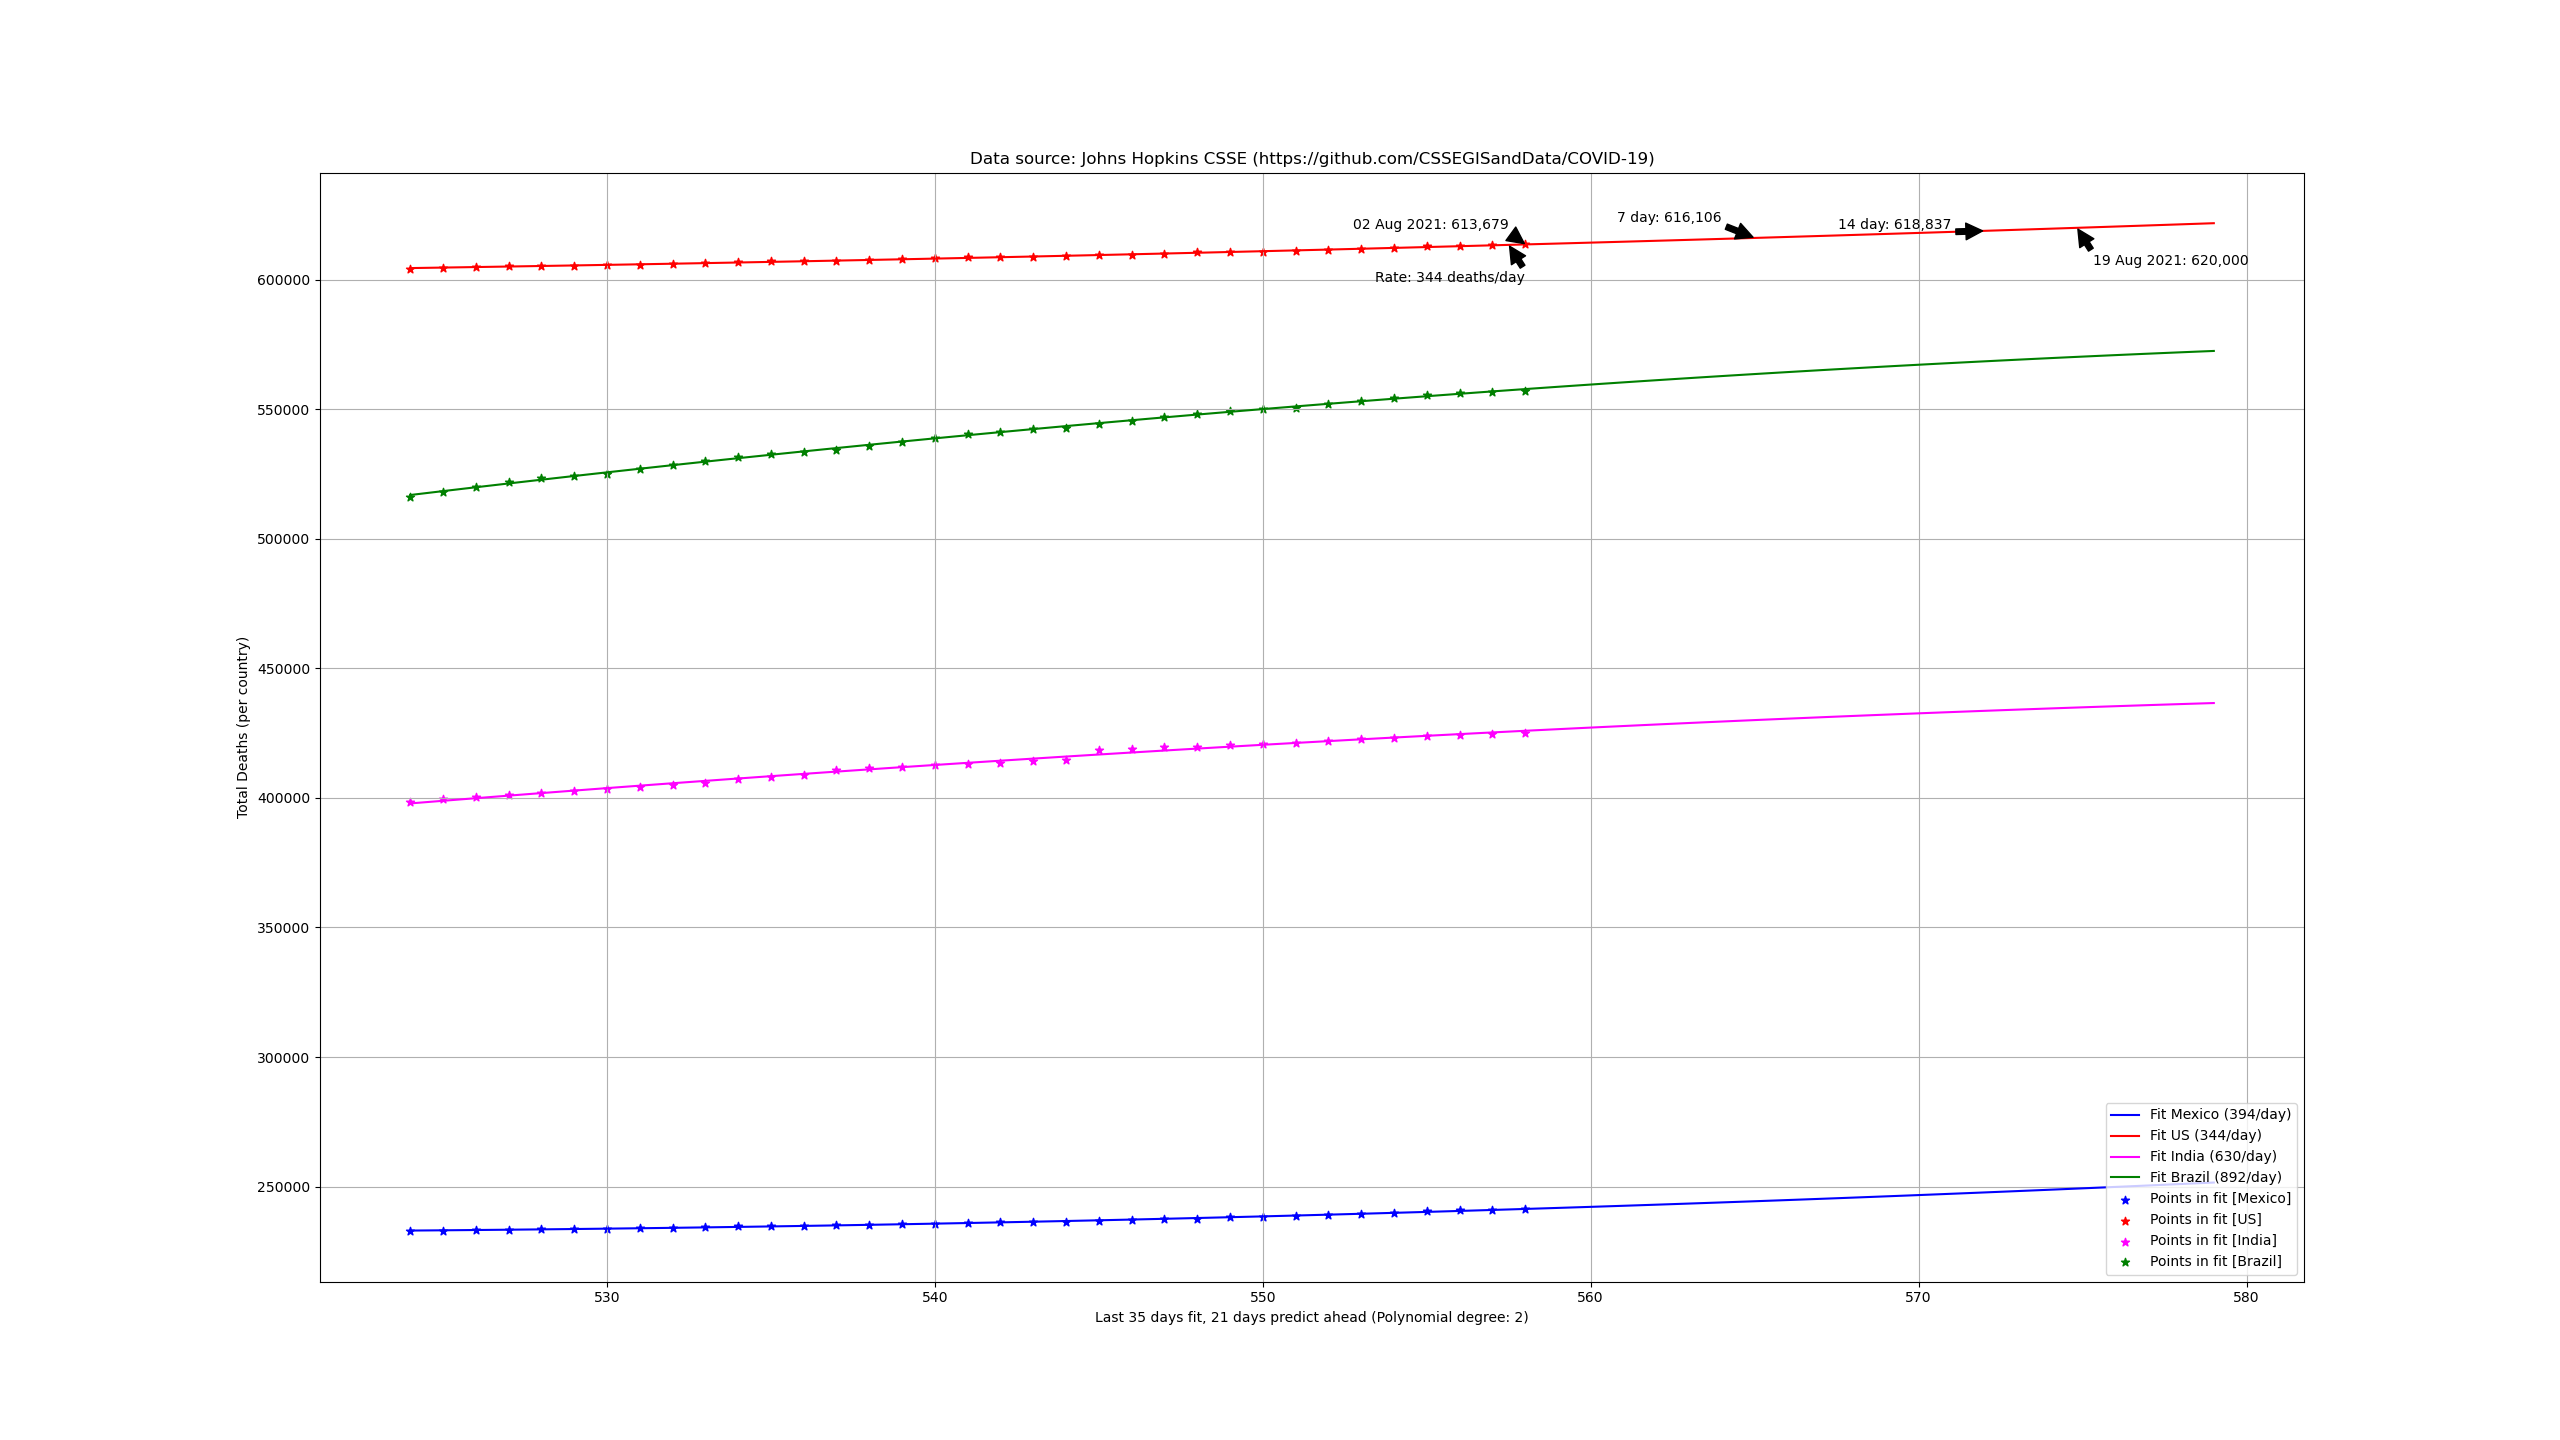 Data source: Johns Hopkins CSSE (https://github.com/CSSEGISandData/COVID-19)
02 Aug 2021: 613,679
7 day: 616,106
14 day: 618,837
19 Aug 2021: 620,000
Rate: 344 deaths/day
Total Deaths (per country)
600000
550000
500000
450000
400000
350000
300000
250000
Fit Mexico (394/day)
Fit US (344/day)
Fit India (630/day)
Fit Brazil (892/day)
Points in fit [Mexico]
Points in fit [US]
Points in fit [India]
Points in fit [Brazil]
530
540
550
560
570
580
Last 35 days fit, 21 days predict ahead (Polynomial degree: 2)